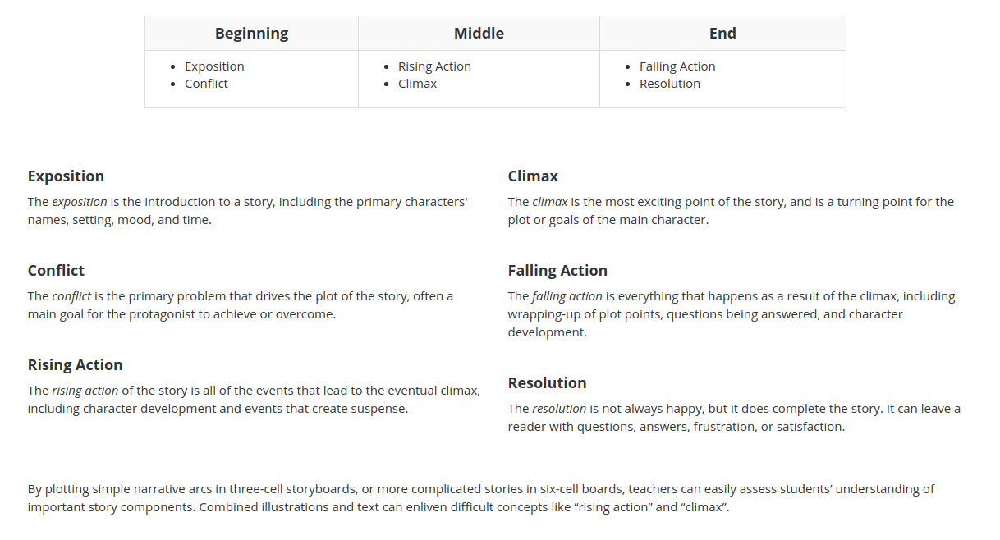 Beginning
Middle
End
Exposition
Conflict
Rising Action
Climax
Falling Action
Resolution
Exposition
The exposition is the introduction to a story, including the primary characters'
names, setting, mood, and time.
Conflict
The conflict is the primary problem that drives the plot of the story, often a
main goal for the protagonist to achieve or overcome.
Rising Action
The rising action of the story is all of the events that lead to the eventual climax,
including character development and events that create suspense.
Climax
The climax is the most exciting point of the story, and is a turning point for the
plot or goals of the main character.
Falling Action
The falling action is everything that happens as a result of the climax, including
wrapping-up of plot points, questions being answered, and character
development.
Resolution
The resolution is not always happy, but it does complete the story. It can leave a
reader with questions, answers, frustration, or satisfaction.
By plotting simple narrative arcs in three-cell storyboards, or more complicated stories in six-cell boards, teachers can easily assess students’ understanding of
important story components. Combined illustrations and text can enliven difficult concepts like “rising action” and “climax”.